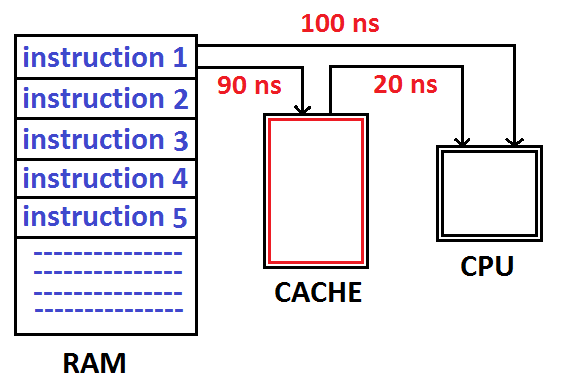 100 ns
instruction 1
90 ns
20 ns
instruction 2
instruction 3
instruction 4
instruction 5
----------------
----------------
----------------
----------------
CACHE
CPU
RAM